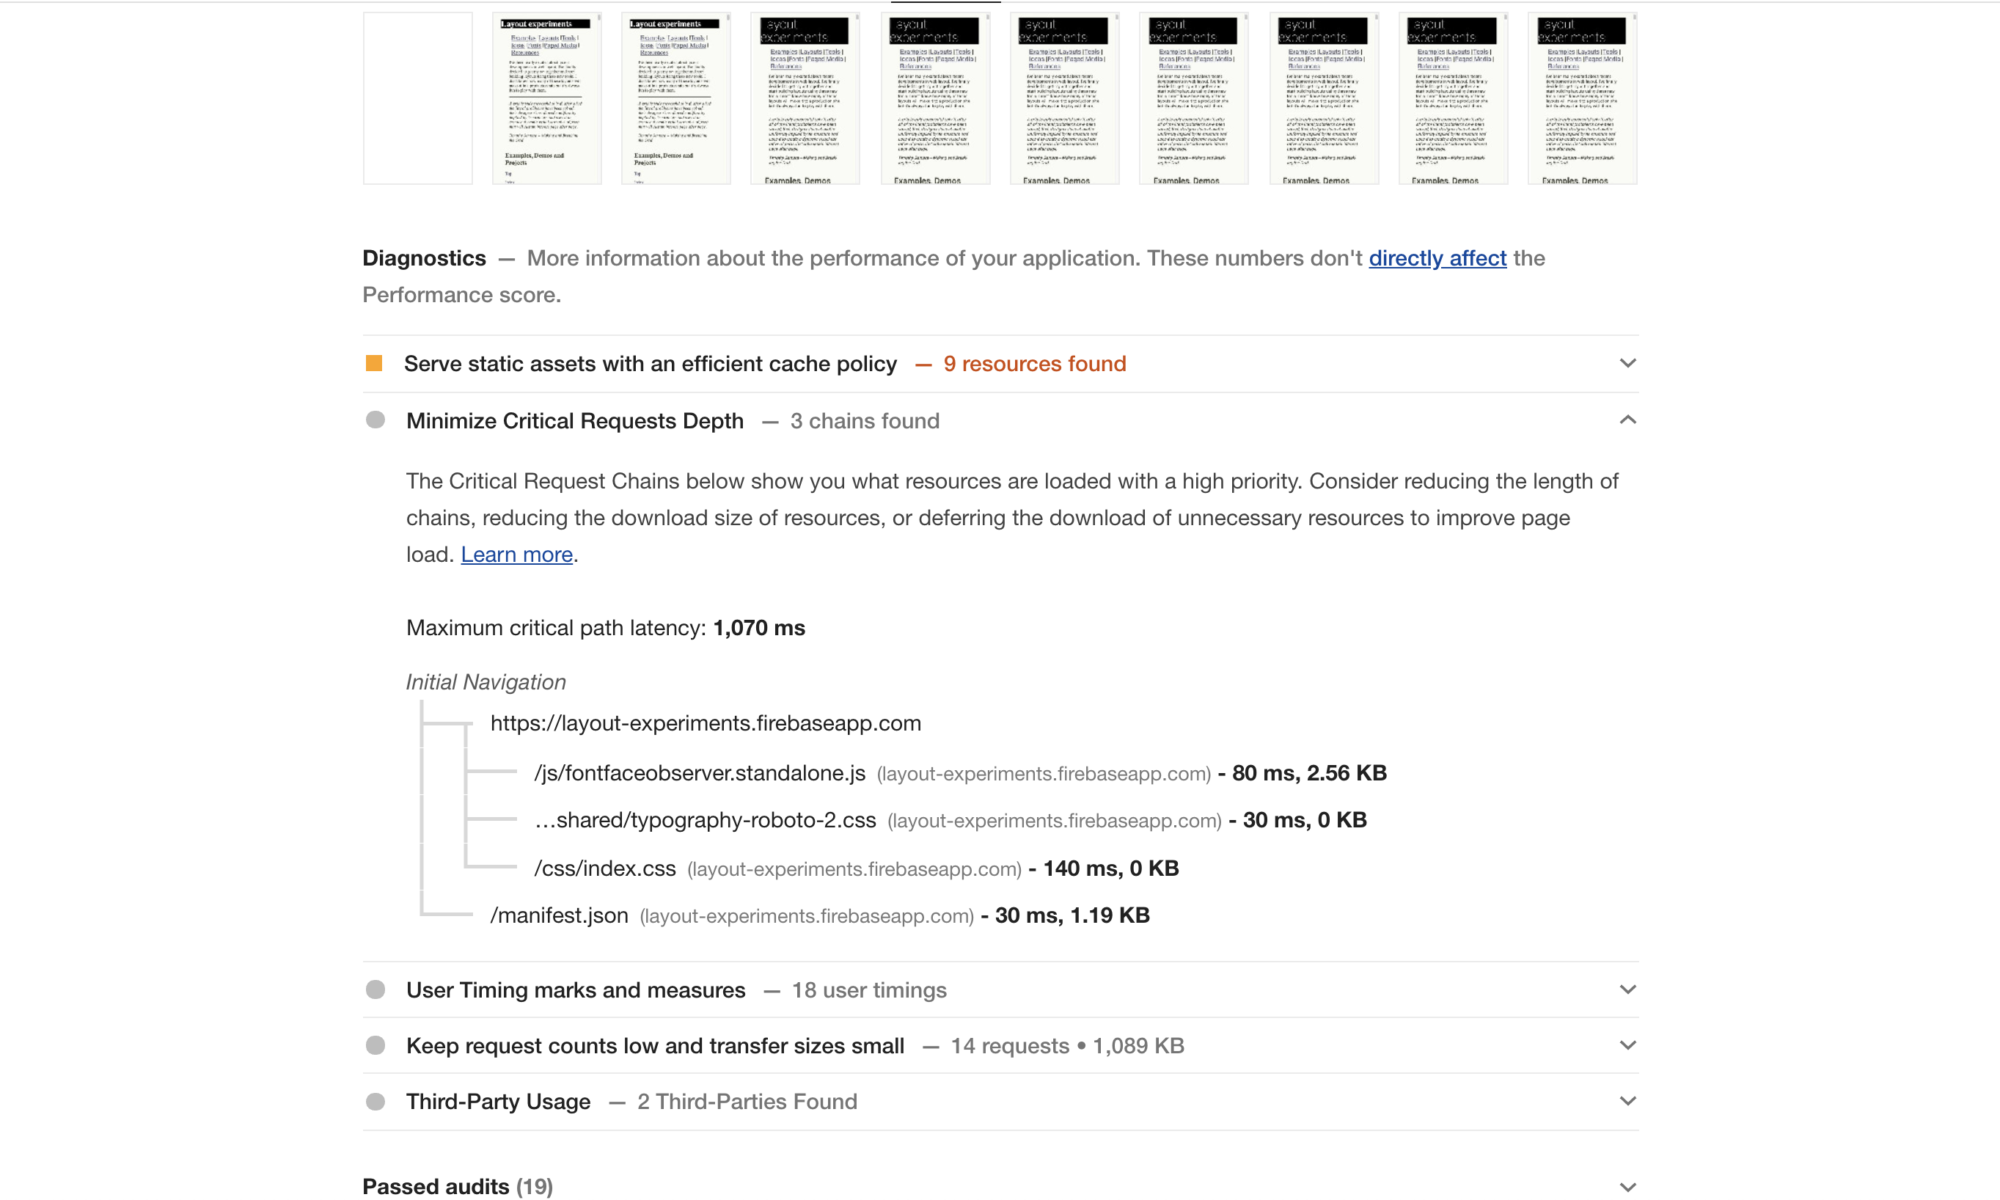 Layout experiments
Layout experiments
Diagnostics — More information about the performance of your application. These numbers don't directly affect the
Performance score.
Serve static assets with an efficient cache policy — 9 resources found
Minimize Critical Requests Depth — 3 chains found
The Critical Request Chains below show you what resources are loaded with a high priority. Consider reducing the length of
chains, reducing the download size of resources, or deferring the download of unnecessary resources to improve page
load. Learn more.
Maximum critical path latency: 1,070 ms
Initial Navigation
https://layout-experiments.firebaseapp.com
/js/fontfaceobserver.standalone.js (layout-experiments.firebaseapp.com) - 80 ms, 2.56 KB
…shared/typography-roboto-2.css (layout-experiments.firebaseapp.com) - 30 ms, 0 KB
/css/index.css (layout-experiments.firebaseapp.com) - 140 ms, 0 KB
/manifest.json (layout-experiments.firebaseapp.com) - 30 ms, 1.19 KB
User Timing marks and measures — 18 user timings
Keep request counts low and transfer sizes small — 14 requests • 1,089 KB
Third-Party Usage — 2 Third-Parties Found
Passed audits (19)